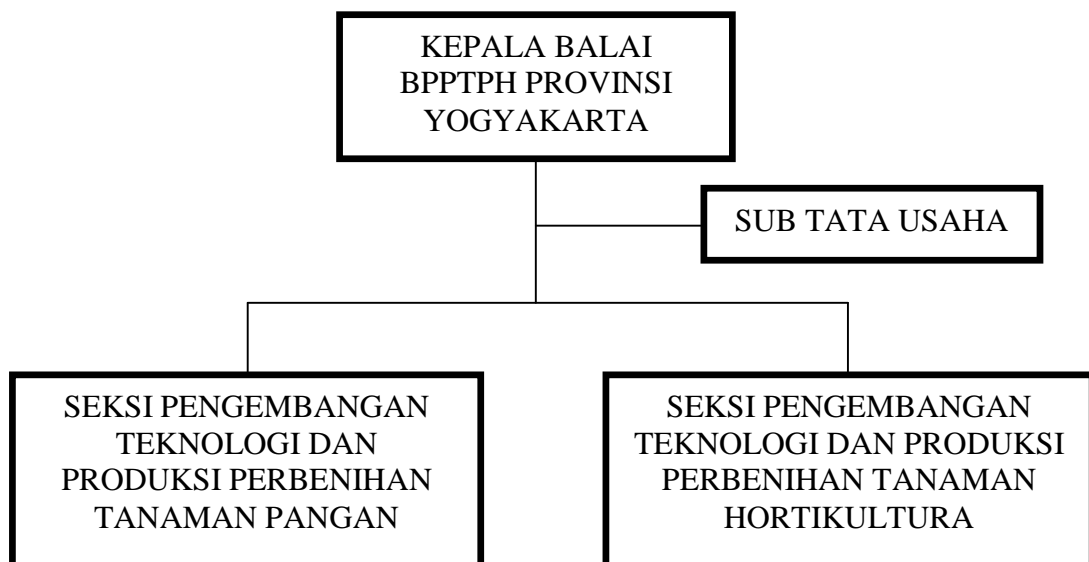 KEPALA BALAI
BPPTPH PROVINSI
YOGYAKARTA
SUB TATA USAHA
SEKSI PENGEMBANGAN
TEKNOLOGI DAN
PRODUKSI PERBENIHAN
TANAMAN PANGAN
SEKSI PENGEMBANGAN
TEKNOLOGI DAN PRODUKSI
PERBENIHAN TANAMAN
HORTIKULTURA